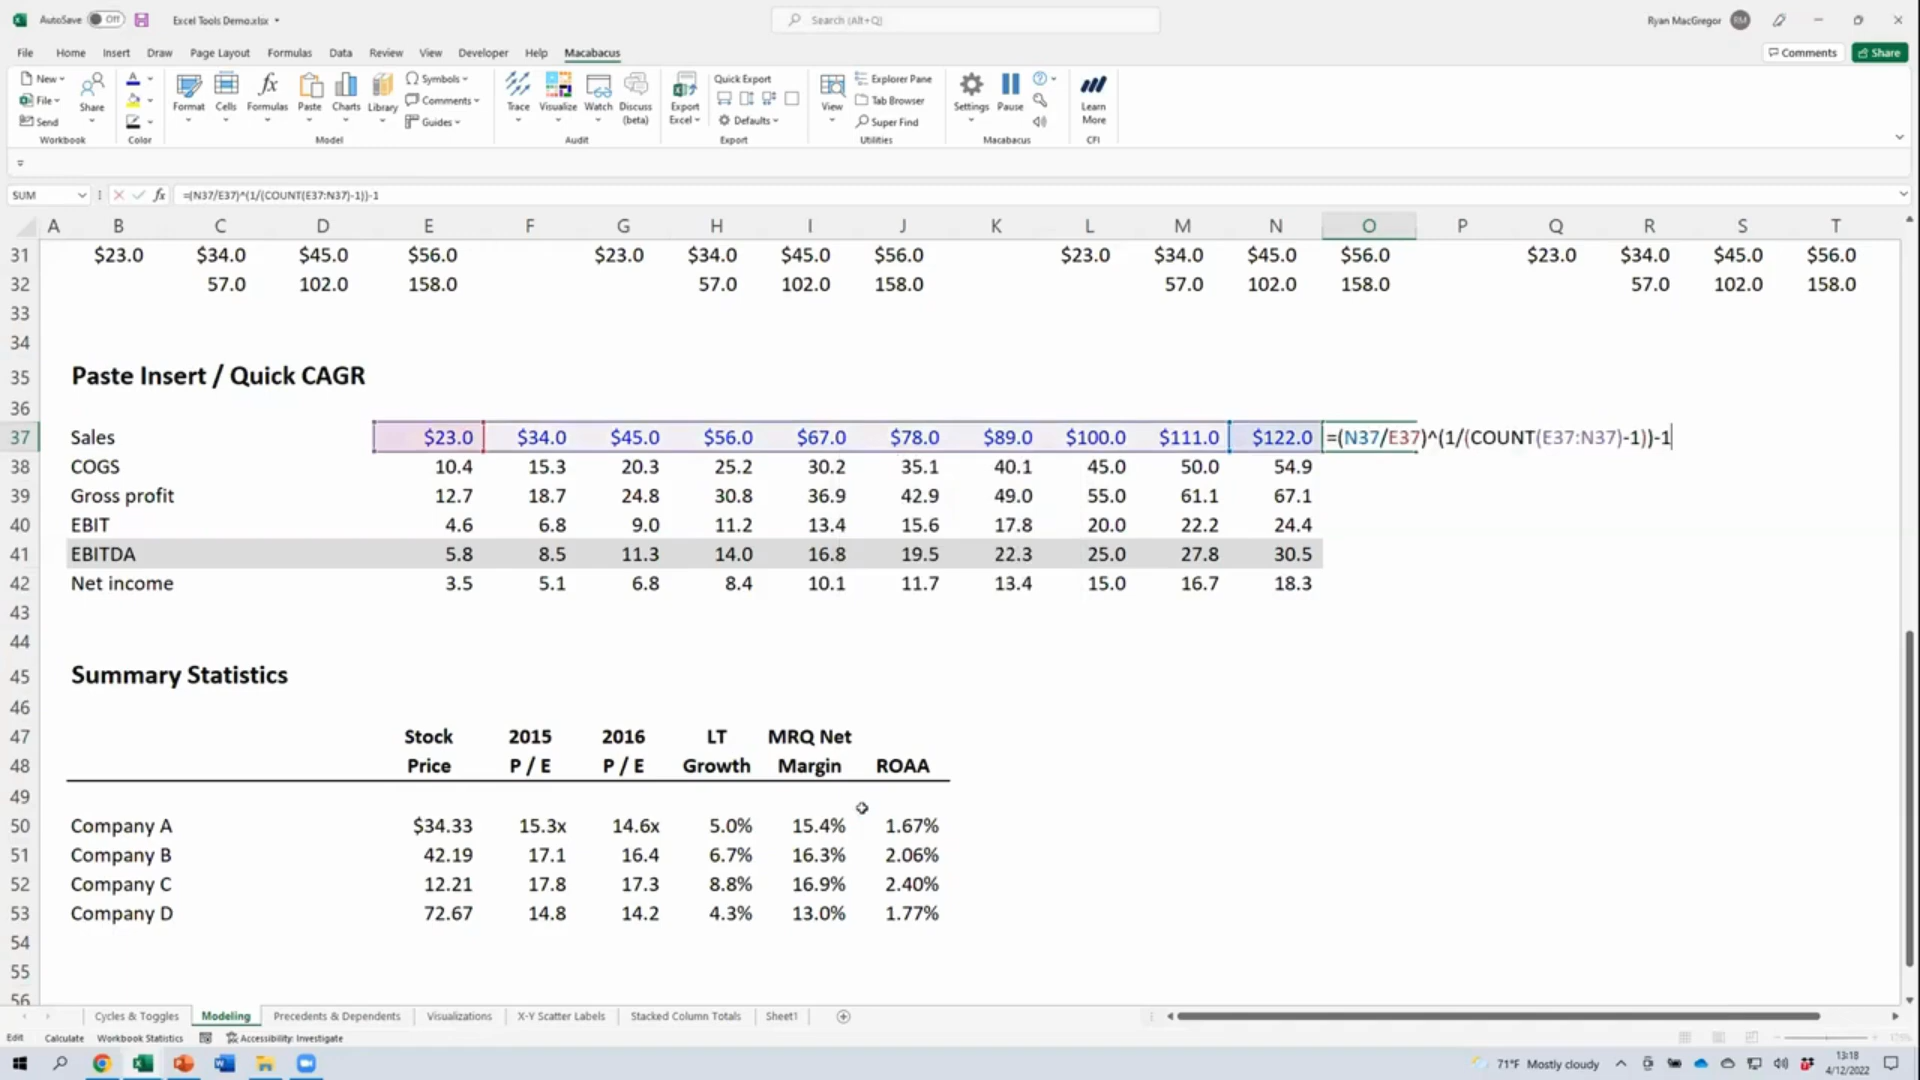 AutoSave Off Excel Tools Demo.xlsx Search (Alt+Q) Ryan MacGregor RM
File Home Insert Draw Page Layout Formulas Data Review View Developer Help Macabacus Comments Share
New Symbols Quick Export Explorer Pane
File Share Format Cells Formulas Paste Charts Library Comments Trace Visualize Watch Discuss Export View Tab Browser Settings Pause Learn
Send Guides (beta) Excel Defaults Super Find More
Workbook Color Model Audit Export Utilities Macabacus CFI
SUM fx =(N37/E37)^(1/(COUNT(E37:N37)-1))-1
A B C D E F G H I J K L M N O P Q R S T
31 $23.0 $34.0 $45.0 $56.0 $23.0 $34.0 $45.0 $56.0 $23.0 $34.0 $45.0 $56.0 $23.0 $34.0 $45.0 $56.0
32 57.0 102.0 158.0 57.0 102.0 158.0 57.0 102.0 158.0 57.0 102.0 158.0
33
34
35 Paste Insert / Quick CAGR
36
37 Sales $23.0 $34.0 $45.0 $56.0 $67.0 $78.0 $89.0 $100.0 $111.0 $122.0 =(N37/E37)^(1/(COUNT(E37:N37)-1))-1
38 COGS 10.4 15.3 20.3 25.2 30.2 35.1 40.1 45.0 50.0 54.9
39 Gross profit 12.7 18.7 24.8 30.8 36.9 42.9 49.0 55.0 61.1 67.1
40 EBIT 4.6 6.8 9.0 11.2 13.4 15.6 17.8 20.0 22.2 24.4
41 EBITDA 5.8 8.5 11.3 14.0 16.8 19.5 22.3 25.0 27.8 30.5
42 Net income 3.5 5.1 6.8 8.4 10.1 11.7 13.4 15.0 16.7 18.3
43
44
45 Summary Statistics
46
47 Stock 2015 2016 LT MRQ Net
48 Price P / E P / E Growth Margin ROAA
49
50 Company A $34.33 15.3x 14.6x 5.0% 15.4% 1.67%
51 Company B 42.19 17.1 16.4 6.7% 16.3% 2.06%
52 Company C 12.21 17.8 17.3 8.8% 16.9% 2.40%
53 Company D 72.67 14.8 14.2 4.3% 13.0% 1.77%
54
55
56
Cycles & Toggles Modeling Precedents & Dependents Visualizations X-Y Scatter Labels Stacked Column Totals Sheet1
Edit Calculate Workbook Statistics Accessibility: Investigate
71°F Mostly cloudy 13:18
4/12/2022